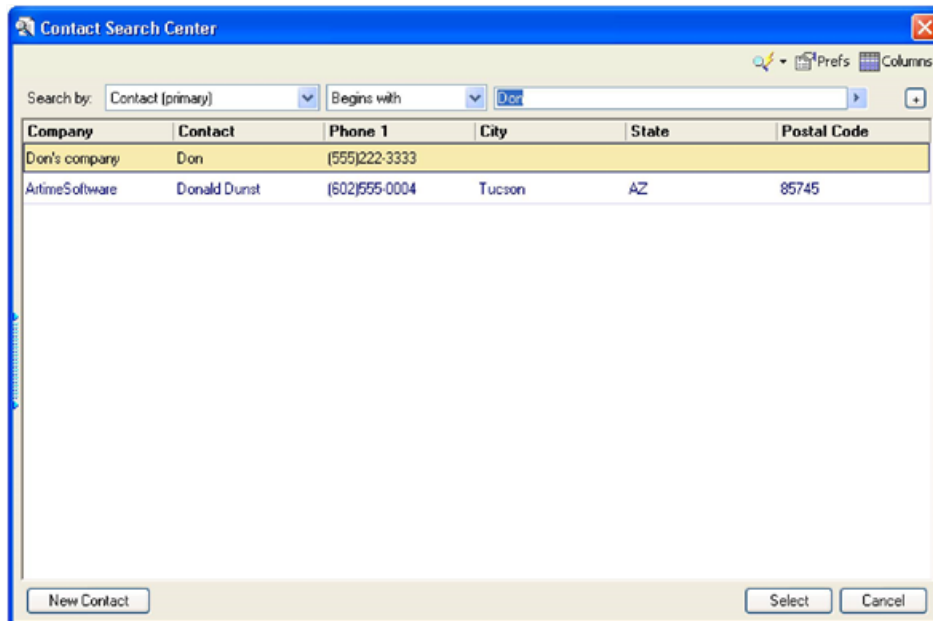 Contact Search Center
Prefs Columns
Search by: Contact (primary) Begins with Don +
Company Contact Phone 1 City State Postal Code
Don's company Don (555)222-3333
ArtimeSoftware Donald Dunst (602)555-0004 Tucson AZ 85745
New Contact Select Cancel